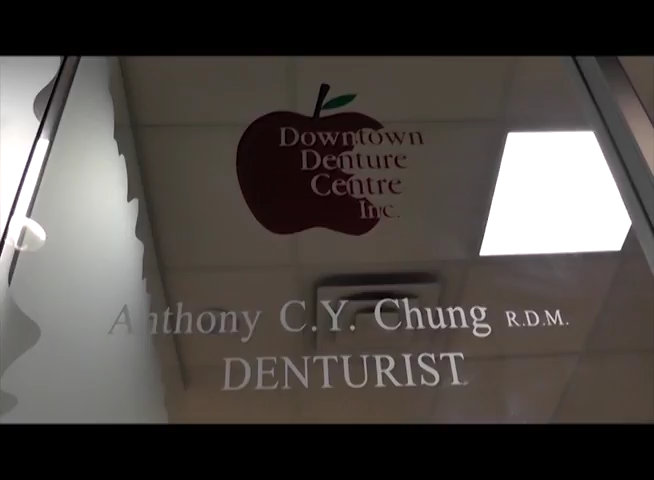 Downtown
Denture
Centre
Inc.
Anthony C.Y. Chung R.D.M.
DENTURIST